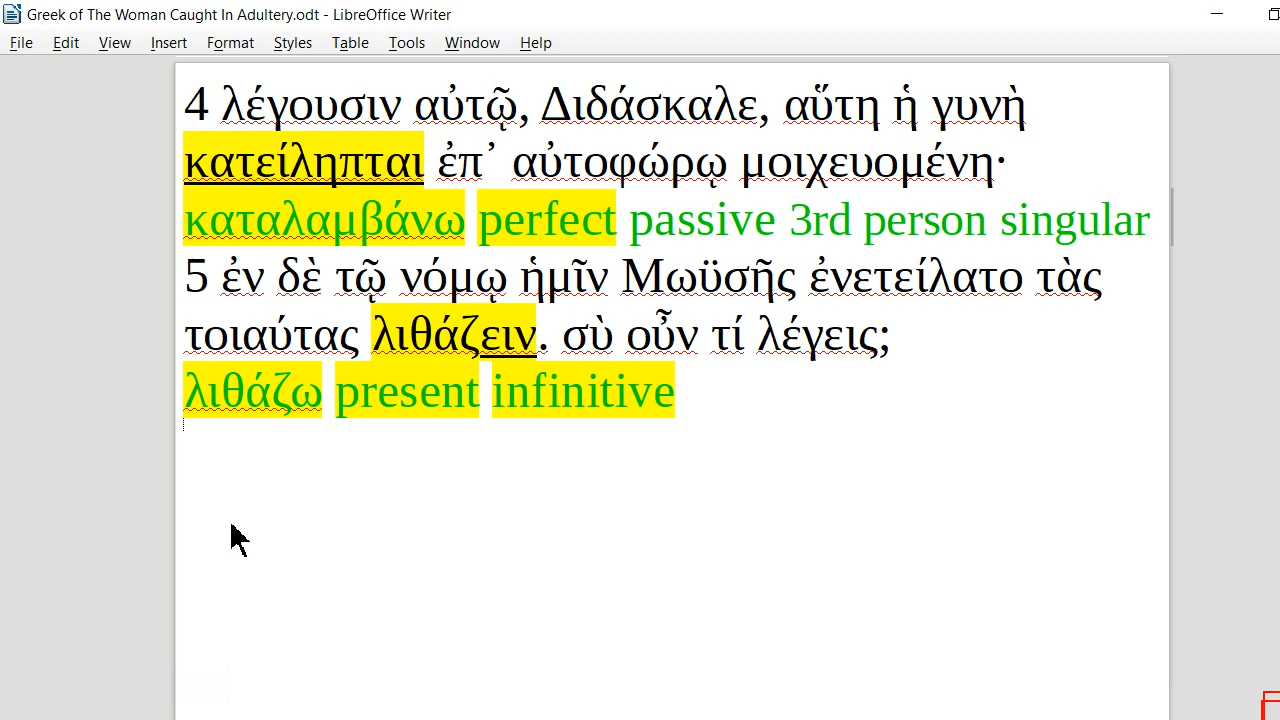 Greek of The Woman Caught In Adultery.odt - LibreOffice Writer
File Edit View Insert Format Styles Table Tools Window Help
4 λέγουσιν αὐτῷ, Διδάσκαλε, αὕτη ἡ γυνὴ
κατείληπται ἐπ᾽ αὐτοφώρῳ μοιχευομένη·
καταλαμβάνω perfect passive 3rd person singular
5 ἐν δὲ τῷ νόμῳ ἡμῖν Μωϋσῆς ἐνετείλατο τὰς
τοιαύτας λιθάζειν. σὺ οὖν τί λέγεις;
λιθάζω present infinitive